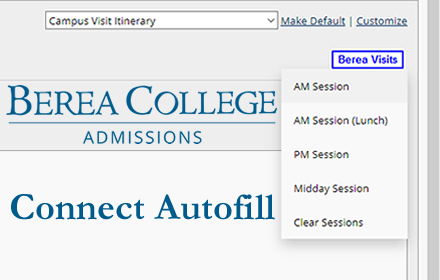 Campus Visit Itinerary Make Default | Customize
Berea Visits
AM Session
AM Session (Lunch)
PM Session
Midday Session
Clear Sessions
BEREA COLLEGE
ADMISSIONS
Connect Autofill